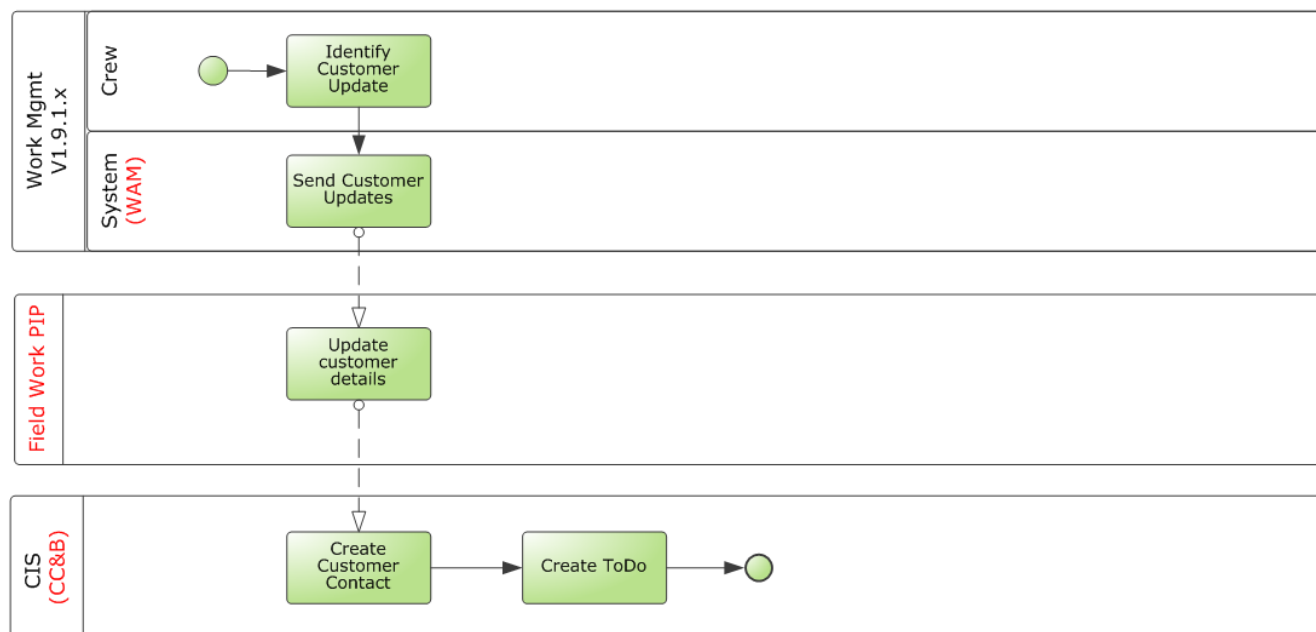 Work Mgmt
V1.9.1.x
Crew
Identify
Customer
Update
System
(WAM)
Send Customer
Updates
Field Work PIP
Update
customer
details
CIS
(CC&B)
Create
Customer
Contact
Create ToDo